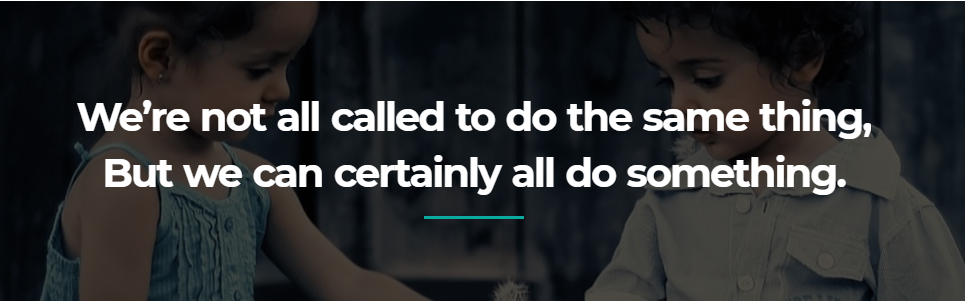 We’re not all called to do the same thing,
But we can certainly all do something.